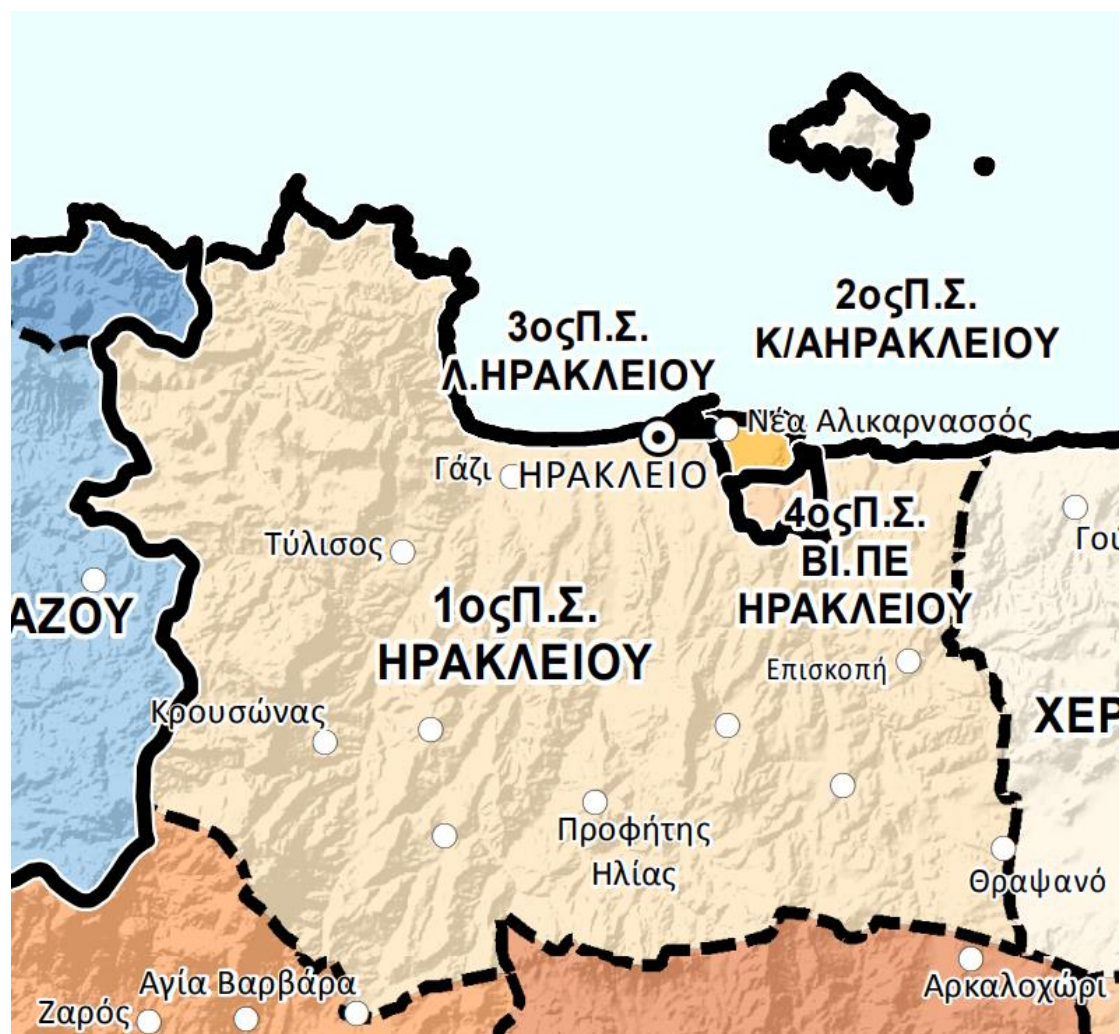 3οςΠ.Σ.
Λ.ΗΡΑΚΛΕΙΟΥ
2οςΠ.Σ.
Κ/ΑΗΡΑΚΛΕΙΟΥ
Νέα Αλικαρνασσός
Γάζι
ΗΡΑΚΛΕΙΟ
4οςΠ.Σ.
ΒΙ.ΠΕ
ΗΡΑΚΛΕΙΟΥ
Γού
Τύλισος
1οςΠ.Σ.
ΗΡΑΚΛΕΙΟΥ
ΑΖΟΥ
Επισκοπή
Κρουσώνας
ΧΕΡ
Προφήτης
Ηλίας
Θραψανό
Αγία Βαρβάρα
Αρκαλοχώρι
Ζαρός